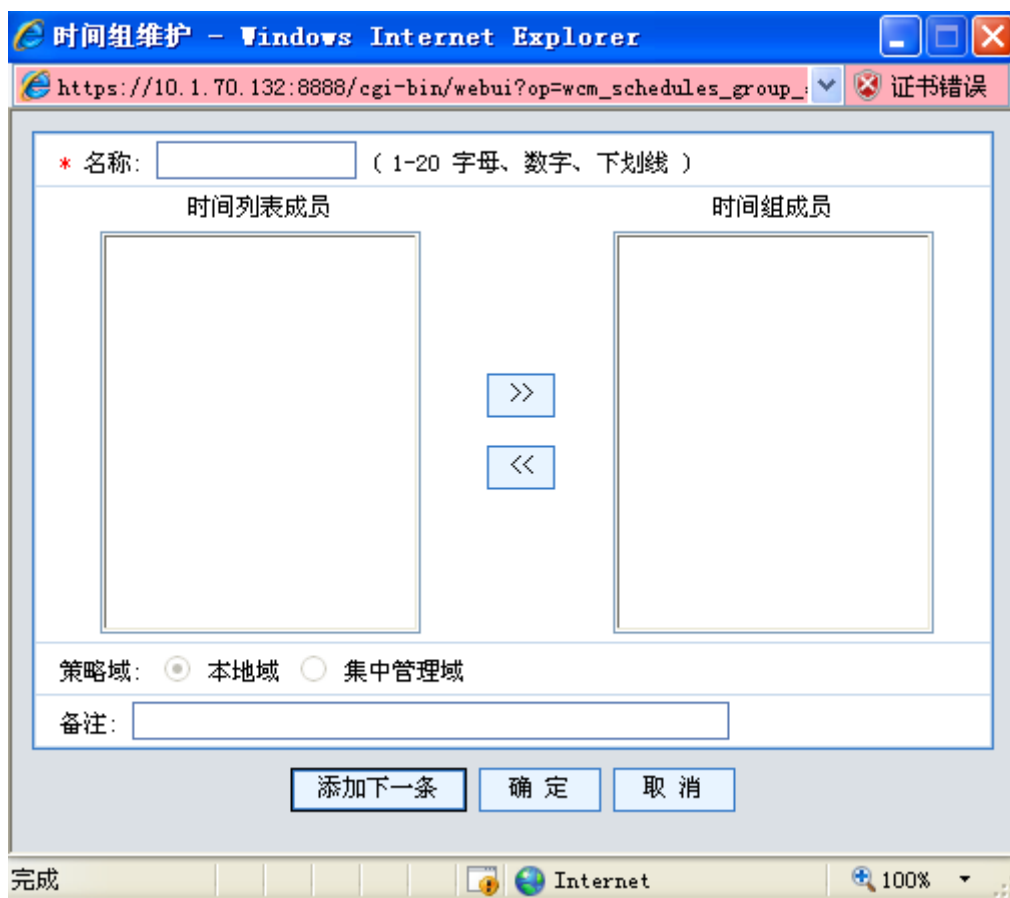 时间组维护 - Windows Internet Explorer
https://10.1.70.132:8888/cgi-bin/webui?op=wcm_schedules_group_ 证书错误
* 名称: ( 1-20 字母、数字、下划线 )
时间列表成员 时间组成员
>>
<<
策略域: 本地域 集中管理域
备注:
添加下一条 确 定 取 消
完成 Internet 100%